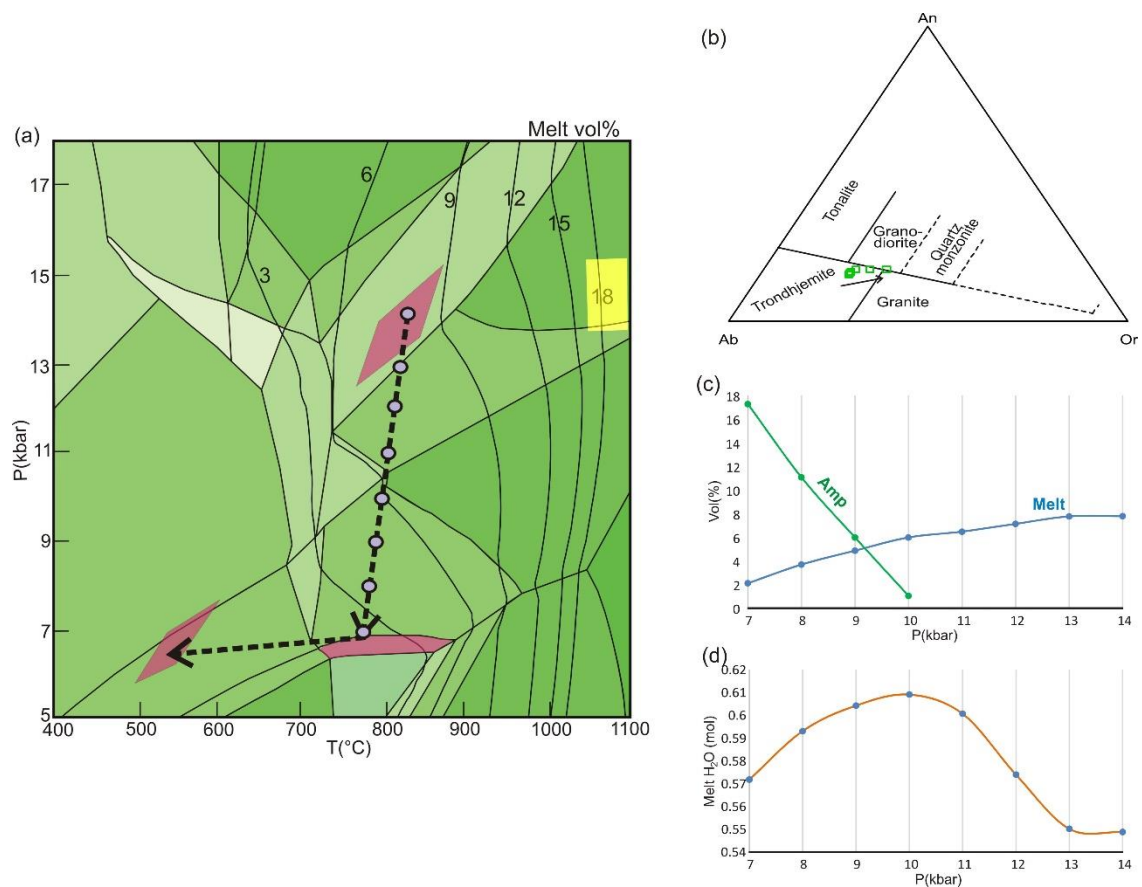 (a)
Melt vol%
3
6
9
12
15
18
17
15
13
11
9
7
5
P(kbar)
400
500
600
700
800
900
1000
1100
T(°C)
(b)
An
Tonalite
Grano-
diorite
Quartz
monzonite
Trondhjemite
Granite
Ab
Or
(c)
18
16
14
12
10
8
6
4
2
0
Vol(%)
Amp
Melt
7
8
9
10
11
12
13
14
P(kbar)
(d)
0.62
0.61
0.6
0.59
0.58
0.57
0.56
0.55
0.54
Melt H₂O (mol)
7
8
9
10
11
12
13
14
P(kbar)